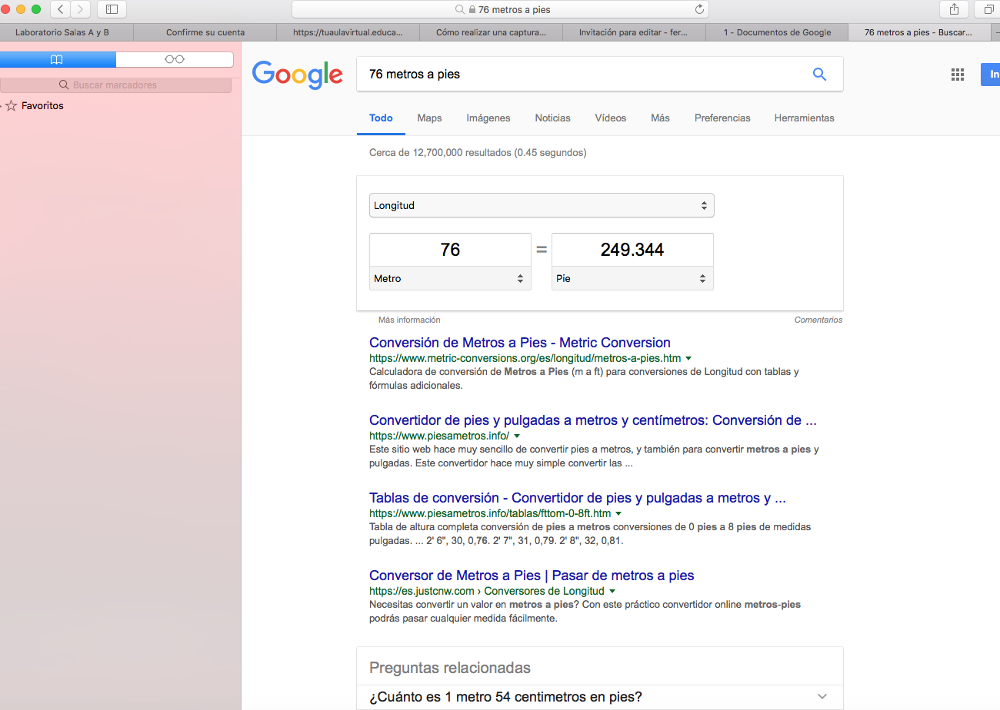 76 metros a pies
Laboratorio Salas A y B
Confirme su cuenta
https://tuaulavirtual.educa...
Cómo realizar una captura...
Invitación para editar - fer...
1 - Documentos de Google
76 metros a pies - Buscar...
Buscar marcadores
Favoritos
Google
76 metros a pies
In
Todo
Maps
Imágenes
Noticias
Vídeos
Más
Preferencias
Herramientas
Cerca de 12,700,000 resultados (0.45 segundos)
Longitud
76 = 249.344
Metro
Pie
Más información
Comentarios
Conversión de Metros a Pies - Metric Conversion
https://www.metric-conversions.org/es/longitud/metros-a-pies.htm
Calculadora de conversión de Metros a Pies (m a ft) para conversiones de Longitud con tablas y
fórmulas adicionales.
Convertidor de pies y pulgadas a metros y centímetros: Conversión de ...
https://www.piesametros.info/
Este sitio web hace muy sencillo de convertir pies a metros, y también para convertir metros a pies y
pulgadas. Este convertidor hace muy simple convertir las ...
Tablas de conversión - Convertidor de pies y pulgadas a metros y ...
https://www.piesametros.info/tablas/fttom-0-8ft.htm
Tabla de altura completa conversión de pies a metros conversiones de 0 pies a 8 pies de medidas
pulgadas. ... 2' 6", 30, 0,76. 2' 7", 31, 0,79. 2' 8", 32, 0,81.
Conversor de Metros a Pies | Pasar de metros a pies
https://es.justcnw.com › Conversores de Longitud
Necesitas convertir un valor en metros a pies? Con este práctico convertidor online metros-pies
podrás pasar cualquier medida fácilmente.
Preguntas relacionadas
¿Cuánto es 1 metro 54 centimetros en pies?